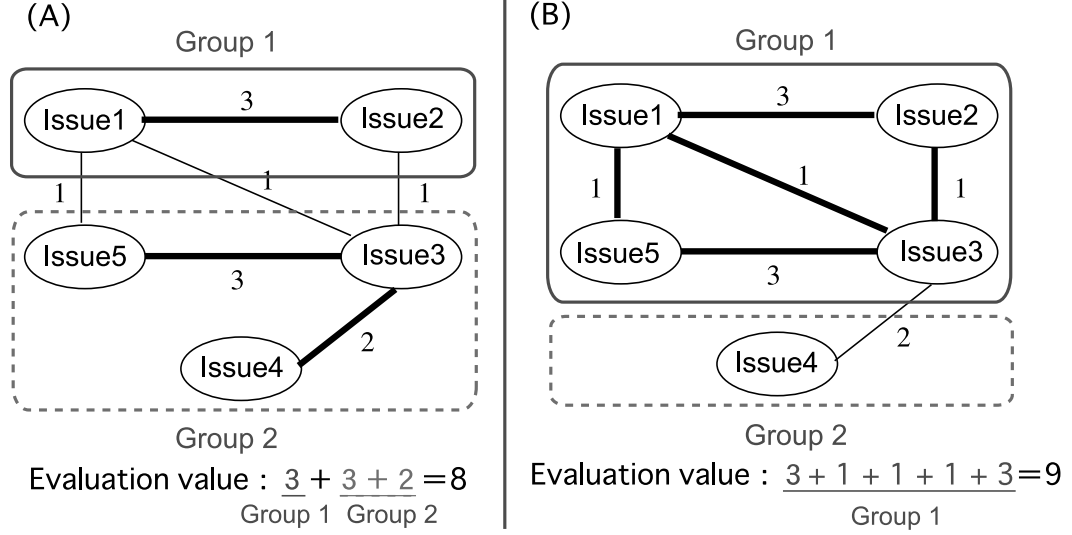 (A)
Group 1
Issue1
3
Issue2
1
1
1
Issue5
3
Issue3
2
Issue4
Group 2
Evaluation value : 3 + 3 + 2 =8
Group 1 Group 2
(B)
Group 1
Issue1
3
Issue2
1
1
1
Issue5
3
Issue3
2
Issue4
Group 2
Evaluation value : 3 + 1 + 1 + 1 + 3=9
Group 1